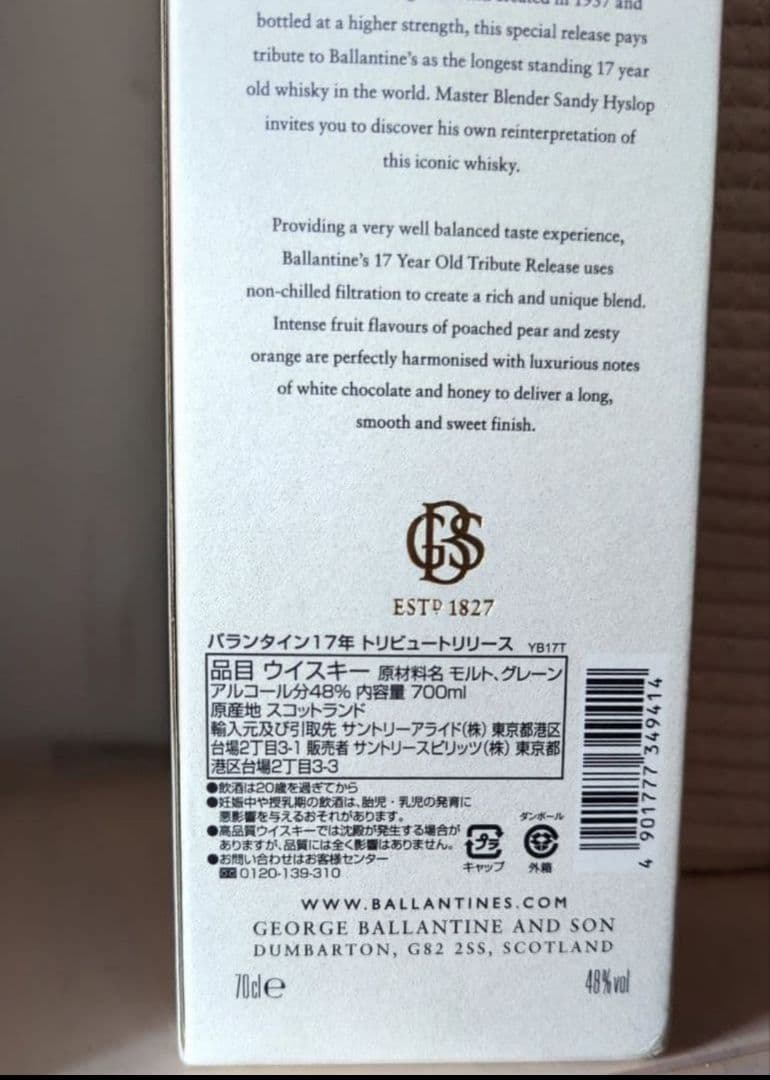 in 1937 and
bottled at a higher strength, this special release pays
tribute to Ballantine's as the longest standing 17 year
old whisky in the world. Master Blender Sandy Hyslop
invites you to discover his own reinterpretation of
this iconic whisky.
Providing a very well balanced taste experience,
Ballantine's 17 Year Old Tribute Release uses
non-chilled filtration to create a rich and unique blend.
Intense fruit flavours of poached pear and zesty
orange are perfectly harmonised with luxurious notes
of white chocolate and honey to deliver a long,
smooth and sweet finish.
GBS
ESTD 1827
バランタイン17年 トリビュートリリース YB17T
品目 ウイスキー 原材料名 モルト、グレーン
アルコール分48% 内容量 700ml
原産地 スコットランド
輸入元及び引取先 サントリーアライド(株) 東京都港区
台場2丁目3-1 販売者 サントリースピリッツ(株) 東京都
港区台場2丁目3-3
●飲酒は20歳を過ぎてから
●妊娠中や授乳期の飲酒は、胎児・乳児の発育に
悪影響を与えるおそれがあります。
●高品質ウイスキーでは沈殿が発生する場合が
ありますが、品質には全く影響はありません。
●お問い合わせはお客様センター
0120-139-310
プラ
キャップ
ダンボール
外箱
4 901777 349414
WWW.BALLANTINES.COM
GEORGE BALLANTINE AND SON
DUMBARTON, G82 2SS, SCOTLAND
70cl e
48%vol